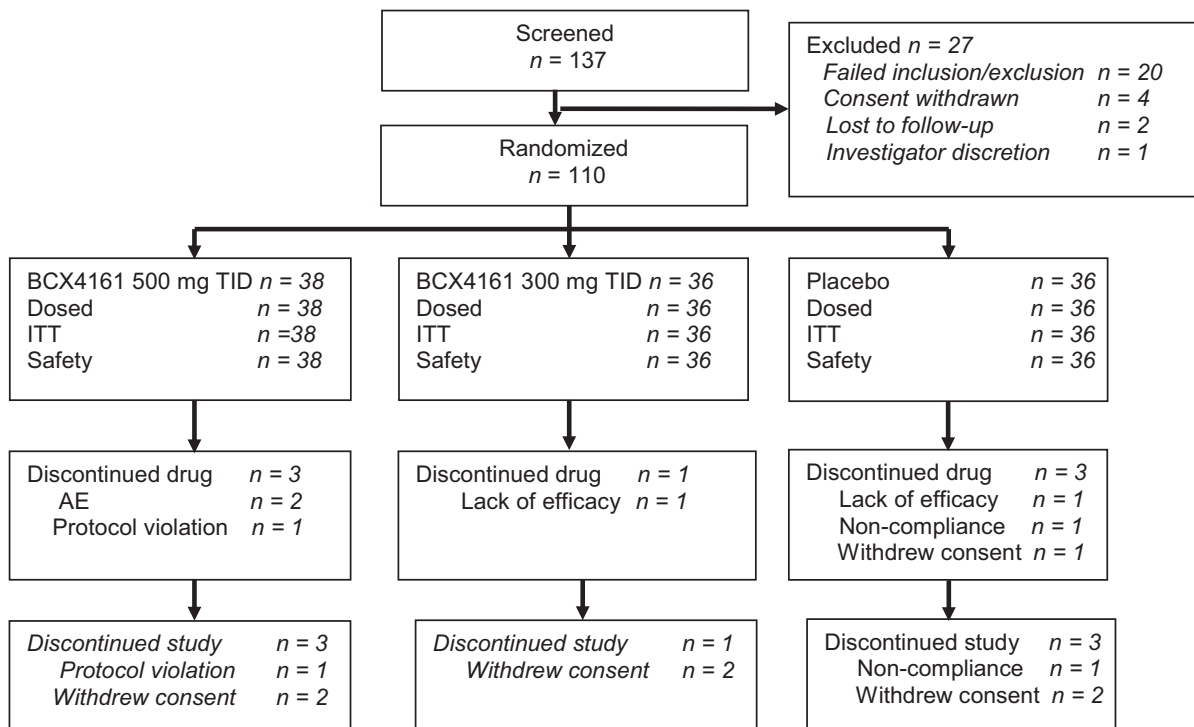 Screened
n = 137
Excluded n = 27
Failed inclusion/exclusion n = 20
Consent withdrawn n = 4
Lost to follow-up n = 2
Investigator discretion n = 1
Randomized
n = 110
BCX4161 500 mg TID n = 38
Dosed n = 38
ITT n =38
Safety n = 38
BCX4161 300 mg TID n = 36
Dosed n = 36
ITT n = 36
Safety n = 36
Placebo n = 36
Dosed n = 36
ITT n = 36
Safety n = 36
Discontinued drug n = 3
AE n = 2
Protocol violation n = 1
Discontinued drug n = 1
Lack of efficacy n = 1
Discontinued drug n = 3
Lack of efficacy n = 1
Non-compliance n = 1
Withdrew consent n = 1
Discontinued study n = 3
Protocol violation n = 1
Withdrew consent n = 2
Discontinued study n = 1
Withdrew consent n = 2
Discontinued study n = 3
Non-compliance n = 1
Withdrew consent n = 2